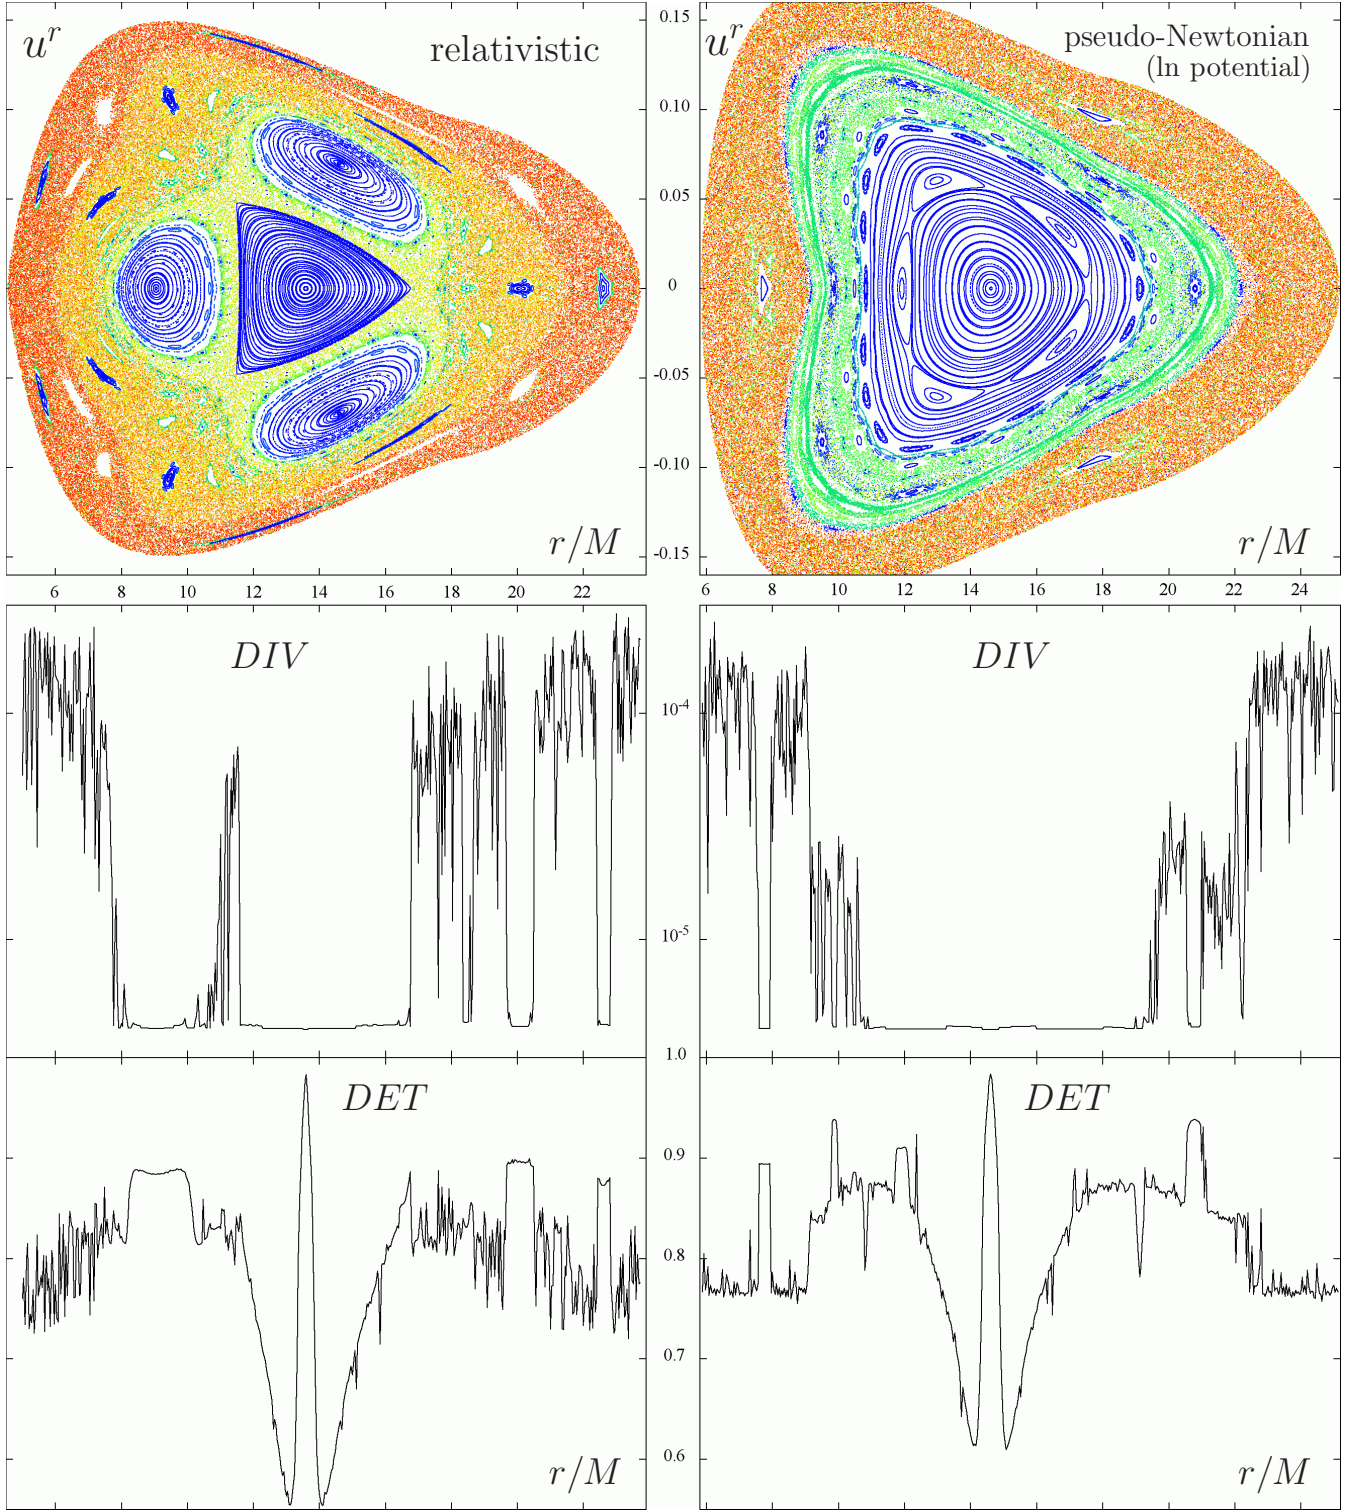 u^r
relativistic
0.15
0.10
0.05
0
-0.05
-0.10
-0.15
r/M
u^r
pseudo-Newtonian
(ln potential)
r/M
6 8 10 12 14 16 18 20 22
6 8 10 12 14 16 18 20 22 24
DIV
DIV
10^-4
10^-5
1.0
DET
DET
0.9
0.8
0.7
0.6
r/M
r/M